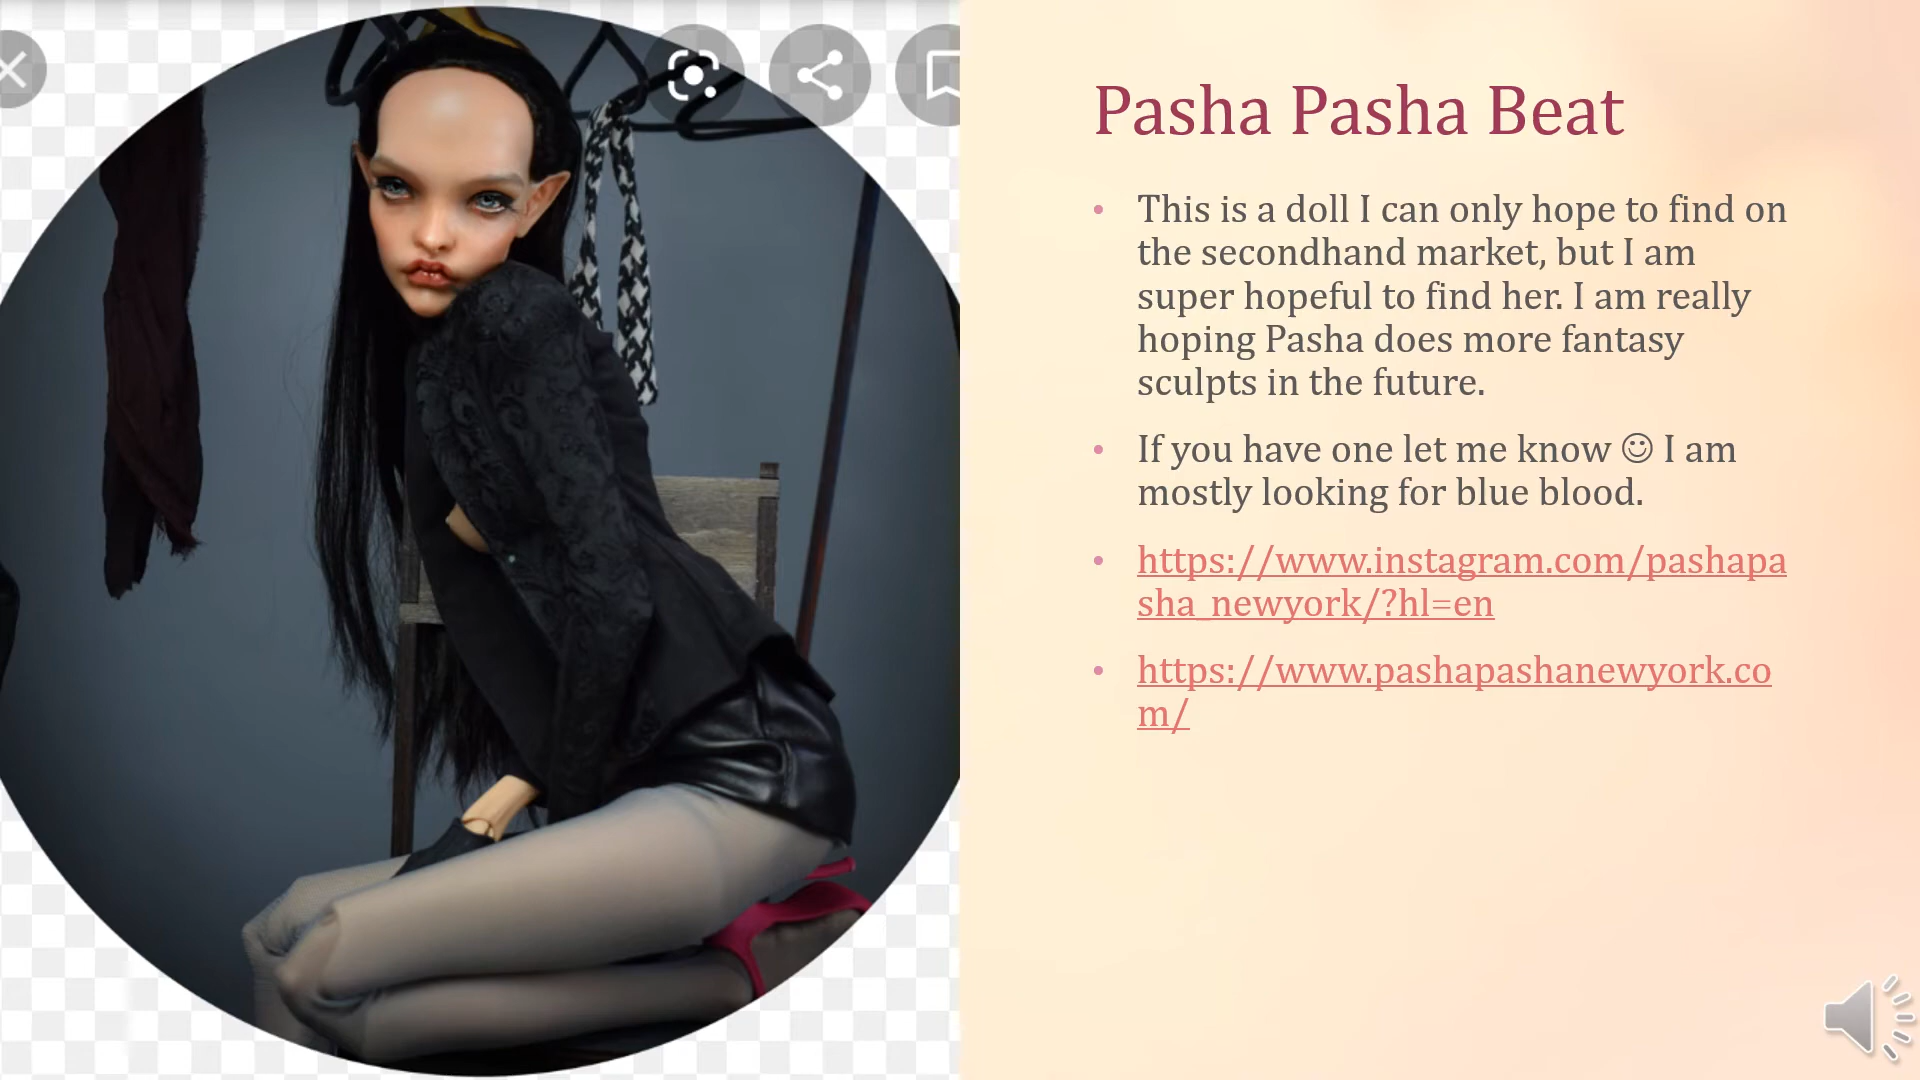 Pasha Pasha Beat
• This is a doll I can only hope to find on
the secondhand market, but I am
super hopeful to find her. I am really
hoping Pasha does more fantasy
sculpts in the future.
• If you have one let me know ☺ I am
mostly looking for blue blood.
• https://www.instagram.com/pashapa
sha_newyork/?hl=en
• https://www.pashapashanewyork.co
m/